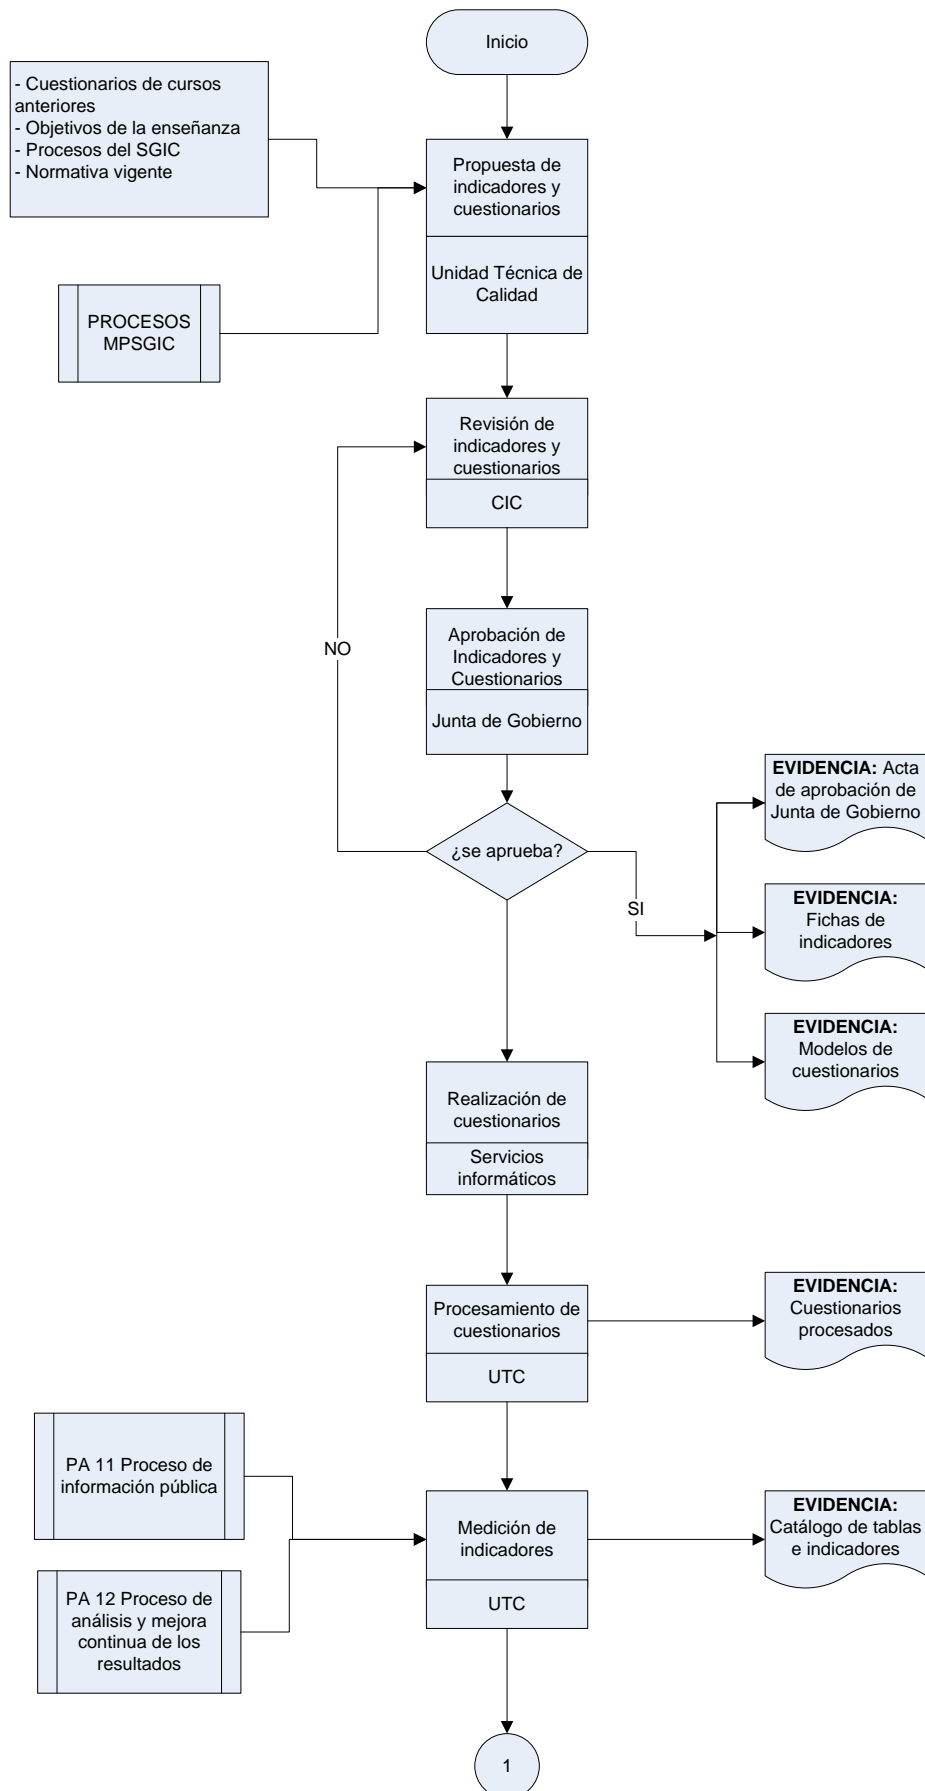 Inicio
- Cuestionarios de cursos
anteriores
- Objetivos de la enseñanza
- Procesos del SGIC
- Normativa vigente
Propuesta de
indicadores y
cuestionarios
Unidad Técnica de
Calidad
PROCESOS
MPSGIC
Revisión de
indicadores y
cuestionarios
CIC
Aprobación de
Indicadores y
Cuestionarios
Junta de Gobierno
NO
¿se aprueba?
SI
EVIDENCIA: Acta
de aprobación de
Junta de Gobierno
EVIDENCIA:
Fichas de
indicadores
EVIDENCIA:
Modelos de
cuestionarios
Realización de
cuestionarios
Servicios
informáticos
Procesamiento de
cuestionarios
UTC
EVIDENCIA:
Cuestionarios
procesados
PA 11 Proceso de
información pública
PA 12 Proceso de
análisis y mejora
continua de los
resultados
Medición de
indicadores
UTC
EVIDENCIA:
Catálogo de tablas
e indicadores
1